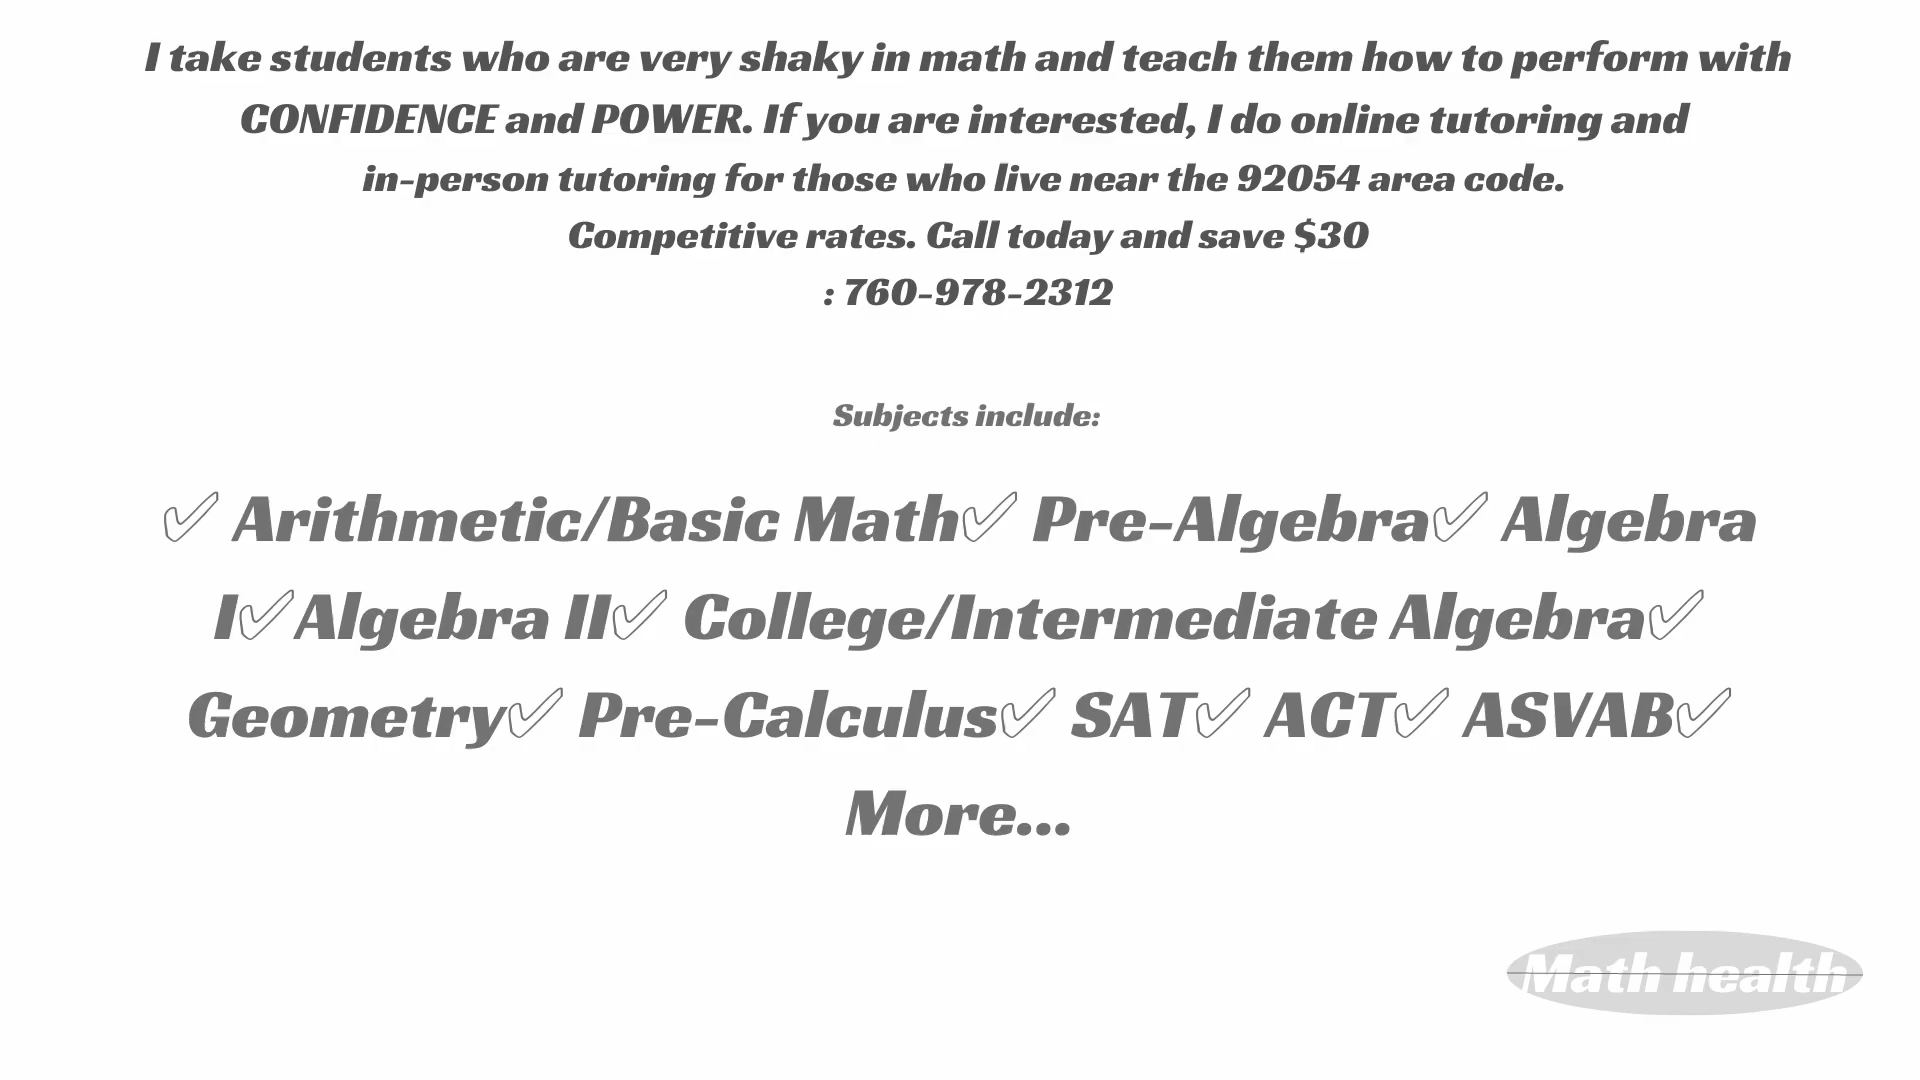 I take students who are very shaky in math and teach them how to perform with
CONFIDENCE and POWER. If you are interested, I do online tutoring and
in-person tutoring for those who live near the 92054 area code.
Competitive rates. Call today and save $30
: 760-978-2312
Subjects include:
✅ Arithmetic/Basic Math✅ Pre-Algebra✅ Algebra
I✅Algebra II✅ College/Intermediate Algebra✅
Geometry✅ Pre-Calculus✅ SAT✅ ACT✅ ASVAB✅
More...
Math health